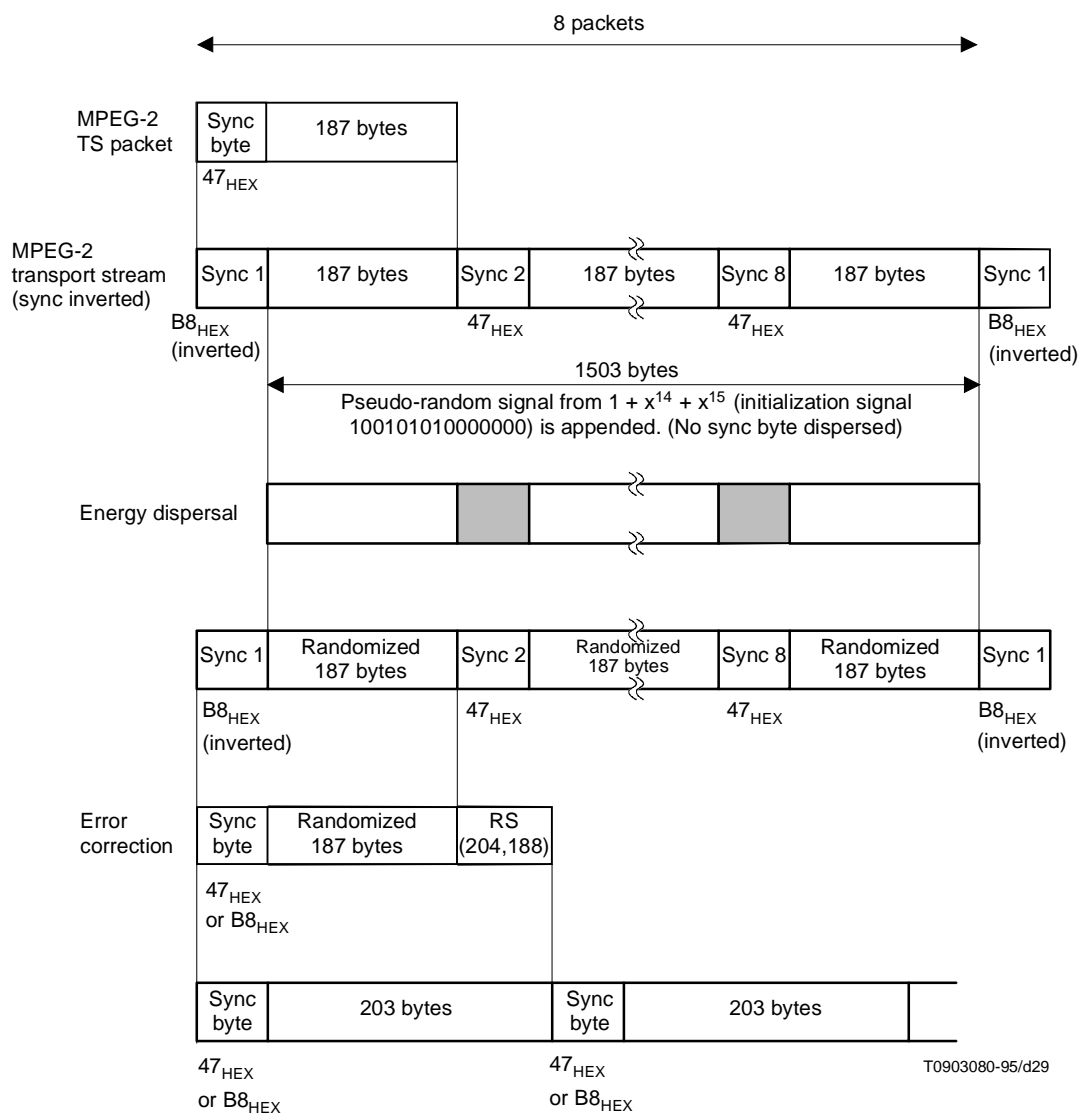 8 packets
MPEG-2
TS packet
Sync
byte
187 bytes
47HEX
MPEG-2
transport stream
(sync inverted)
Sync 1
187 bytes
Sync 2
187 bytes
Sync 8
187 bytes
Sync 1
B8HEX
(inverted)
47HEX
47HEX
B8HEX
(inverted)
1503 bytes
Pseudo-random signal from 1 + x^14 + x^15 (initialization signal
100101010000000) is appended. (No sync byte dispersed)
Energy dispersal
Sync 1
Randomized
187 bytes
Sync 2
Randomized
187 bytes
Sync 8
Randomized
187 bytes
Sync 1
B8HEX
(inverted)
47HEX
47HEX
B8HEX
(inverted)
Error
correction
Sync
byte
Randomized
187 bytes
RS
(204,188)
47HEX
or B8HEX
Sync
byte
203 bytes
Sync
byte
203 bytes
47HEX
or B8HEX
47HEX
or B8HEX
T0903080-95/d29